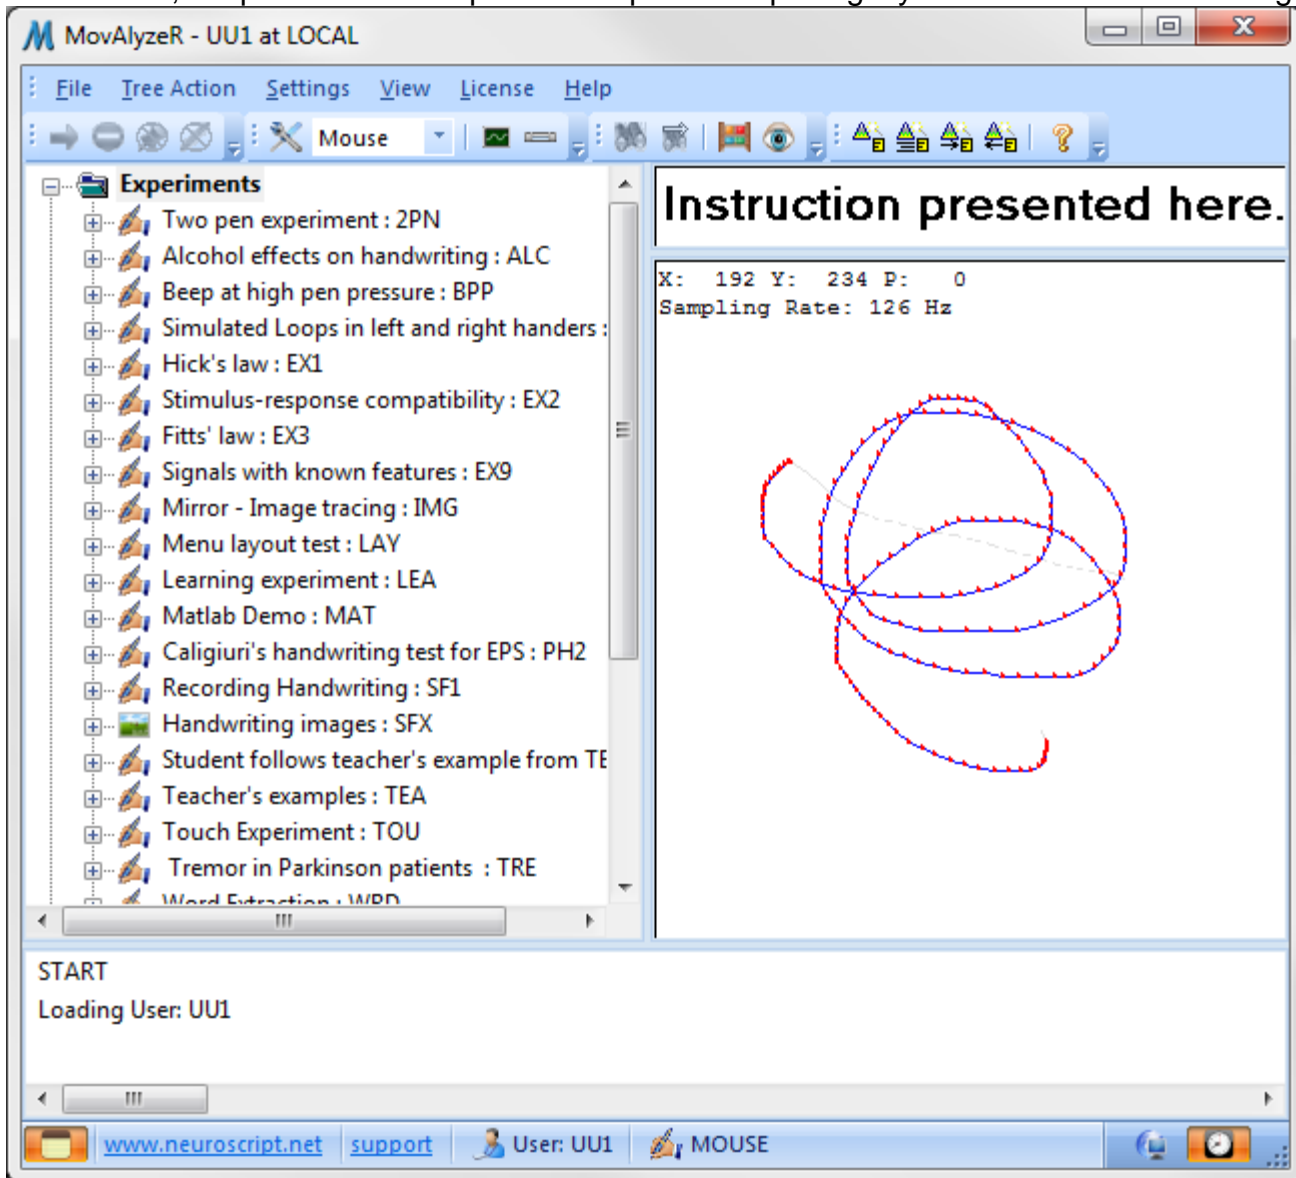 MovAlyzeR - UU1 at LOCAL
File Tree Action Settings View License Help
Mouse
Experiments
Two pen experiment : 2PN
Alcohol effects on handwriting : ALC
Beep at high pen pressure : BPP
Simulated Loops in left and right handers :
Hick's law : EX1
Stimulus-response compatibility : EX2
Fitts' law : EX3
Signals with known features : EX9
Mirror - Image tracing : IMG
Menu layout test : LAY
Learning experiment : LEA
Matlab Demo : MAT
Caligiuri's handwriting test for EPS : PH2
Recording Handwriting : SF1
Handwriting images : SFX
Student follows teacher's example from TE
Teacher's examples : TEA
Touch Experiment : TOU
Tremor in Parkinson patients : TRE
Word Extraction : WRD
Instruction presented here.
X: 192 Y: 234 P: 0
Sampling Rate: 126 Hz
START
Loading User: UU1
www.neuroscript.net support User: UU1 MOUSE